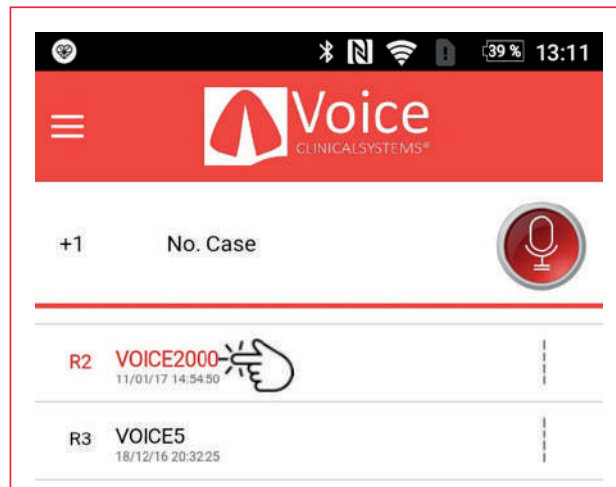 39 % 13:11
Voice
CLINICALSYSTEMS®
+1 No. Case
R2 VOICE2000
11/01/17 14:54:50
R3 VOICE5
18/12/16 20:32:25